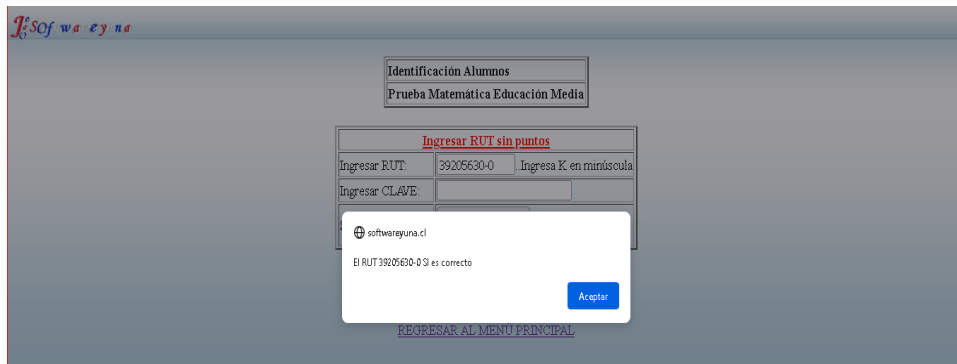 Identificación Alumnos
Prueba Matemática Educación Media
Ingresar RUT sin puntos
Ingresar RUT: 39205630-0 Ingresa K en minúscula
Ingresar CLAVE:
softwareyuna.cl
El RUT 39205630-0 SI es correcto
Aceptar
REGRESAR AL MENÚ PRINCIPAL